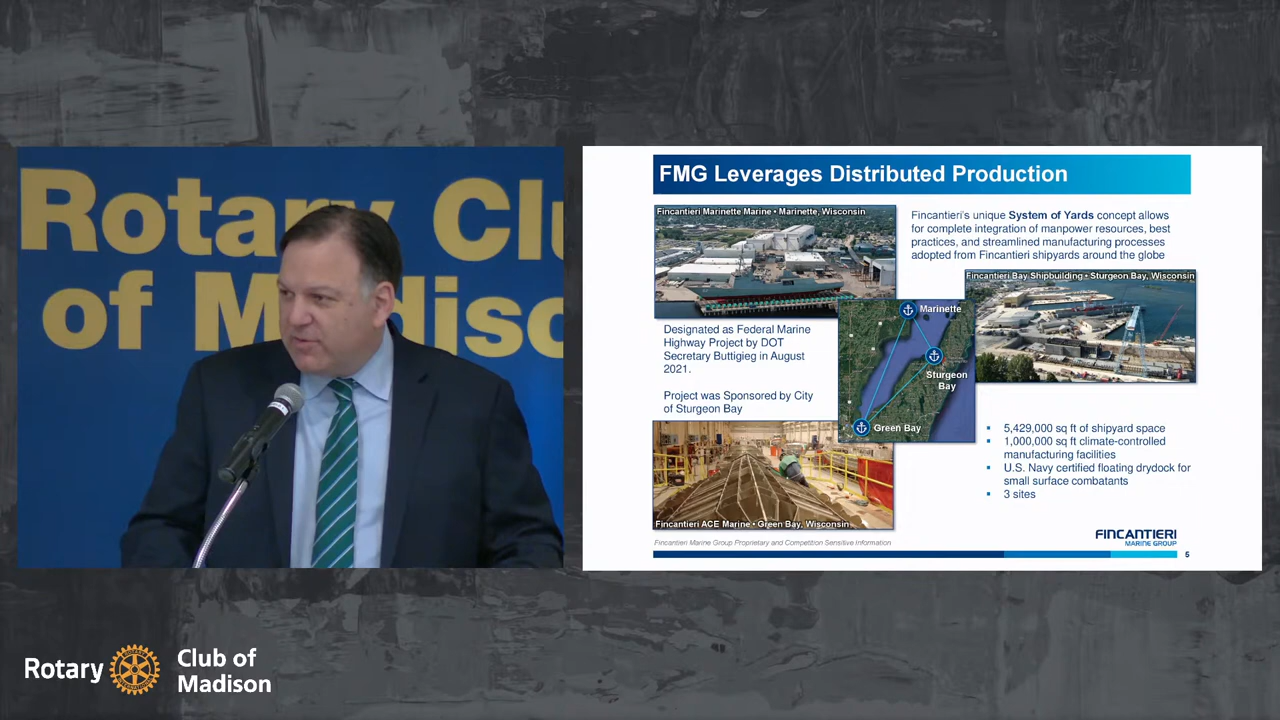 Rotary Clu
of Madiso
FMG Leverages Distributed Production
Fincantieri Marinette Marine • Marinette, Wisconsin
Fincantieri's unique System of Yards concept allows
for complete integration of manpower resources, best
practices, and streamlined manufacturing processes
adopted from Fincantieri shipyards around the globe
Fincantieri Bay Shipbuilding • Sturgeon Bay, Wisconsin
Designated as Federal Marine
Highway Project by DOT
Secretary Buttigieg in August
2021.
Project was Sponsored by City
of Sturgeon Bay
Marinette
Sturgeon
Bay
Green Bay
▪ 5,429,000 sq ft of shipyard space
▪ 1,000,000 sq ft climate-controlled
manufacturing facilities
▪ U.S. Navy certified floating drydock for
small surface combatants
▪ 3 sites
Fincantieri ACE Marine • Green Bay, Wisconsin
Fincantieri Marine Group Proprietary and Competition Sensitive Information
FINCANTIERI
MARINE GROUP
5
Rotary
Club of
Madison